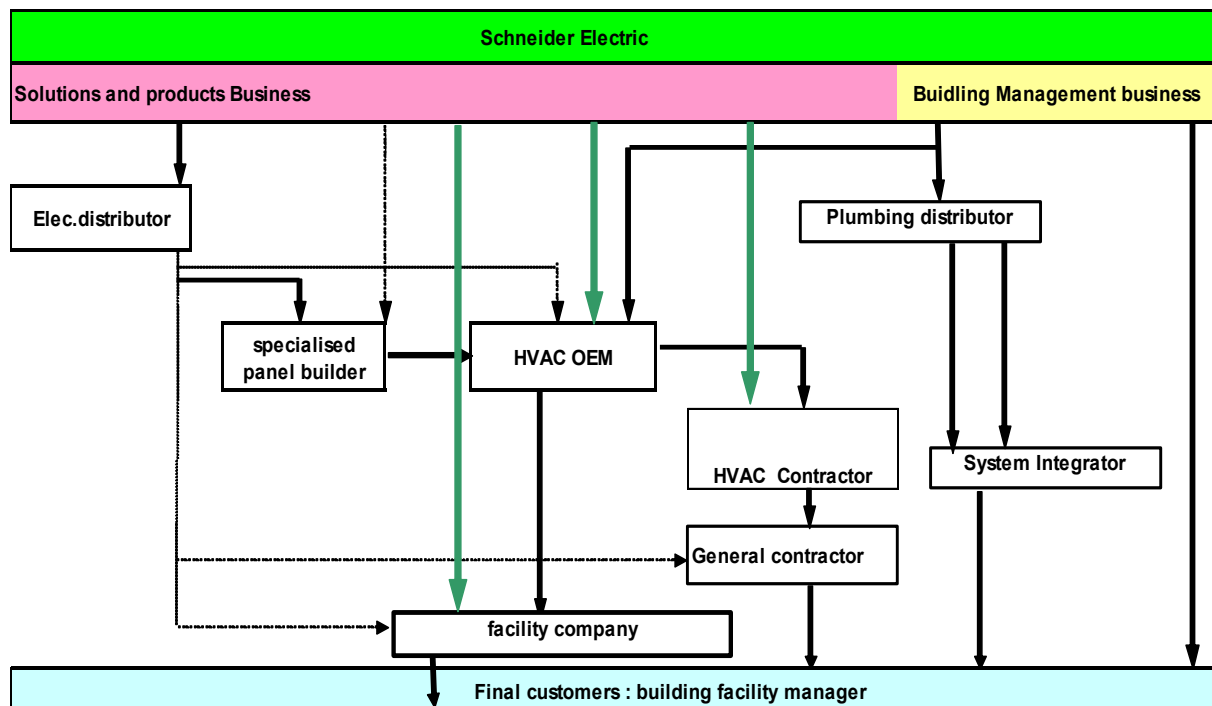 Schneider Electric
Solutions and products Business
Buidling Management business
Elec.distributor
Plumbing distributor
specialised
panel builder
HVAC OEM
HVAC Contractor
System Integrator
General contractor
facility company
Final customers : building facility manager